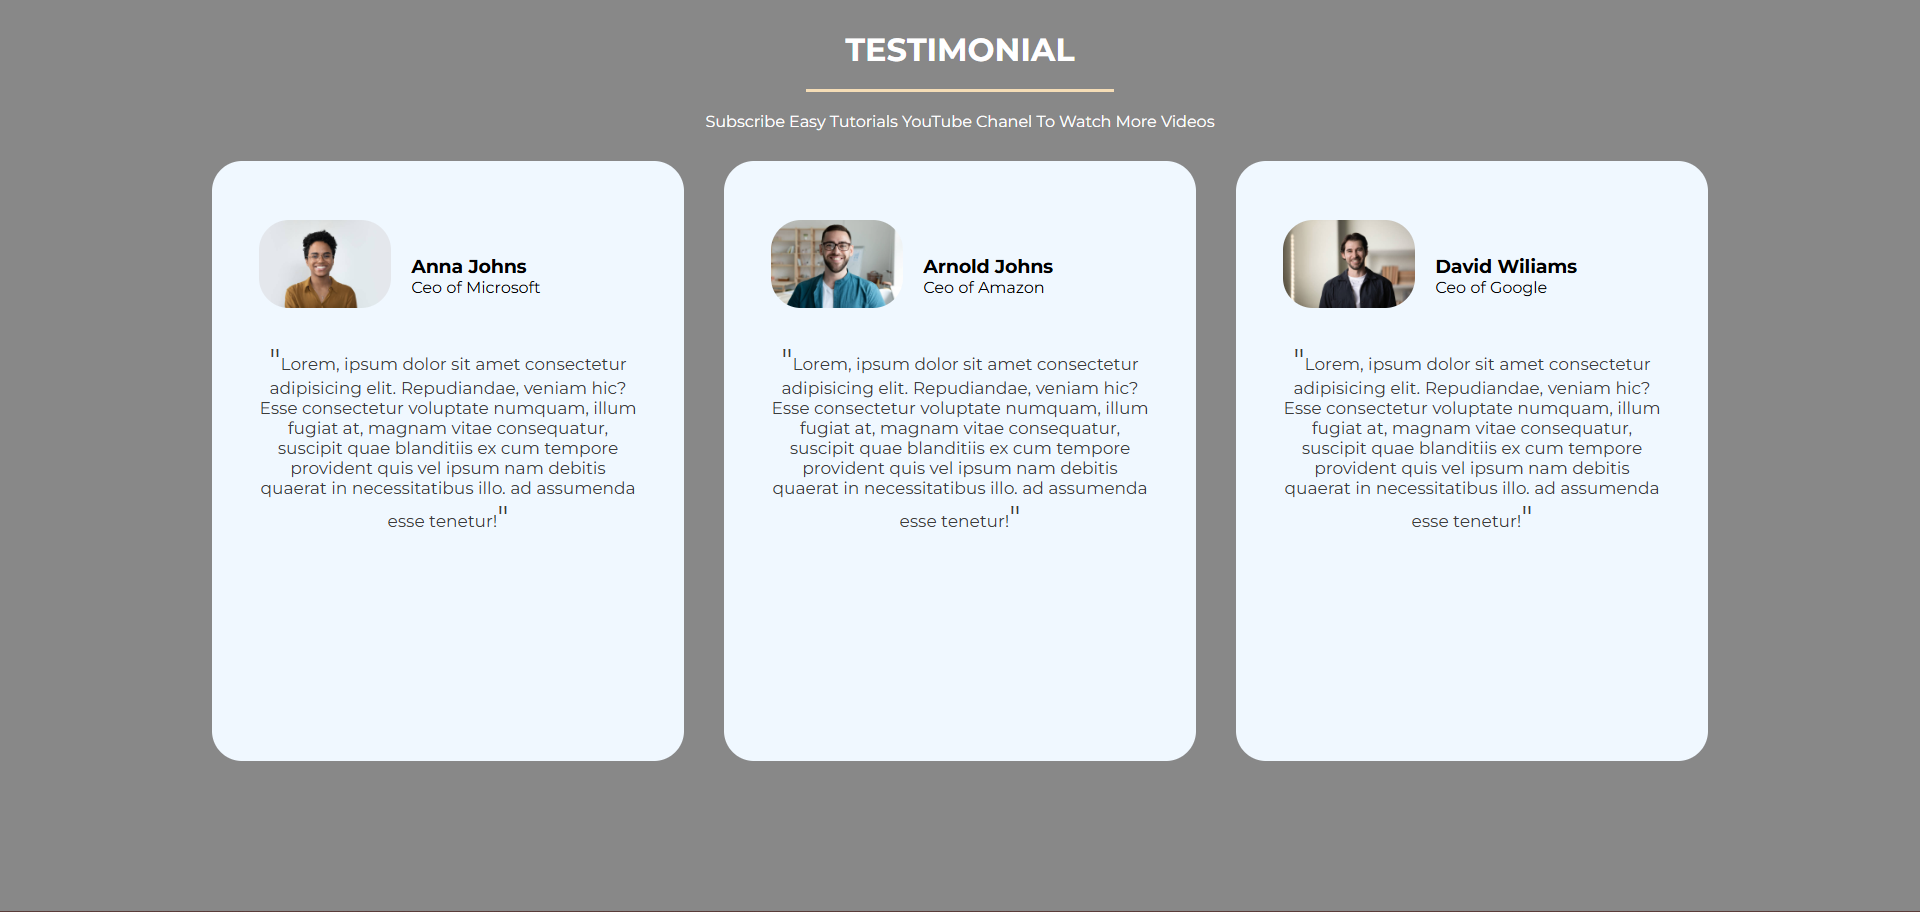 TESTIMONIAL
Subscribe Easy Tutorials YouTube Chanel To Watch More Videos
Anna Johns
Ceo of Microsoft
"Lorem, ipsum dolor sit amet consectetur
adipisicing elit. Repudiandae, veniam hic?
Esse consectetur voluptate numquam, illum
fugiat at, magnam vitae consequatur,
suscipit quae blanditiis ex cum tempore
provident quis vel ipsum nam debitis
quaerat in necessitatibus illo. ad assumenda
esse tenetur!"
Arnold Johns
Ceo of Amazon
"Lorem, ipsum dolor sit amet consectetur
adipisicing elit. Repudiandae, veniam hic?
Esse consectetur voluptate numquam, illum
fugiat at, magnam vitae consequatur,
suscipit quae blanditiis ex cum tempore
provident quis vel ipsum nam debitis
quaerat in necessitatibus illo. ad assumenda
esse tenetur!"
David Wiliams
Ceo of Google
"Lorem, ipsum dolor sit amet consectetur
adipisicing elit. Repudiandae, veniam hic?
Esse consectetur voluptate numquam, illum
fugiat at, magnam vitae consequatur,
suscipit quae blanditiis ex cum tempore
provident quis vel ipsum nam debitis
quaerat in necessitatibus illo. ad assumenda
esse tenetur!"